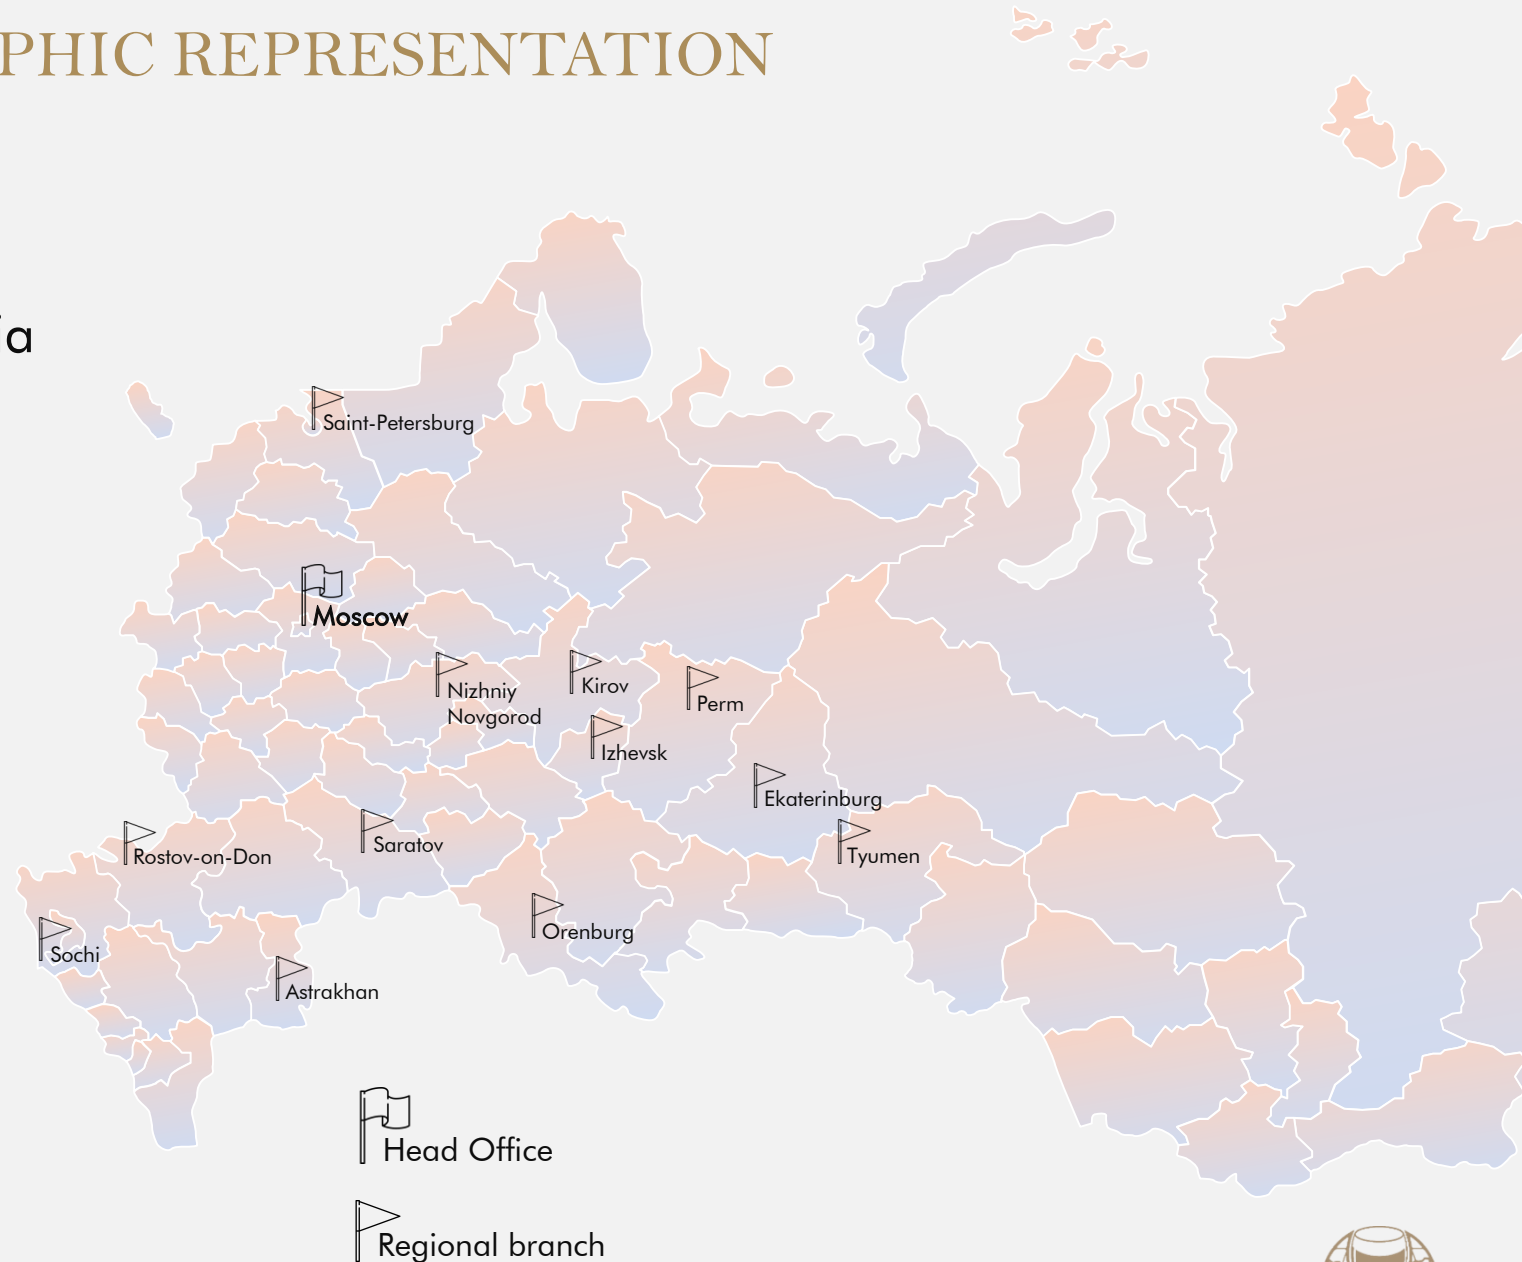 PHIC REPRESENTATION
ia
Saint-Petersburg
Moscow
Nizhniy
Novgorod
Kirov
Perm
Izhevsk
Ekaterinburg
Saratov
Tyumen
Rostov-on-Don
Orenburg
Sochi
Astrakhan
Head Office
Regional branch